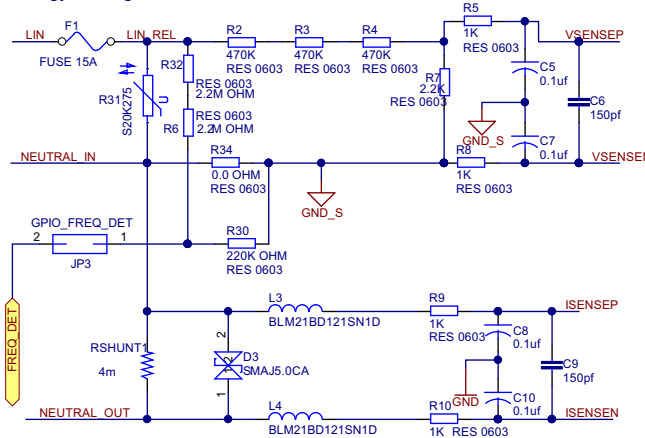 LIN
F1
FUSE 15A
LIN_REL
R2
470K
RES 0603
R3
470K
RES 0603
R4
470K
RES 0603
R5
1K
RES 0603
VSENSEP
R31
S20K275
U
R32
RES 0603
2.2M OHM
R6
RES 0603
2.2M OHM
R7
2.2K
RES 0603
C5
0.1uf
C6
150pf
GND_S
C7
0.1uf
NEUTRAL_IN
R34
0.0 OHM
RES 0603
GND_S
R8
1K
RES 0603
VSENSEN
GPIO_FREQ_DET
2
1
JP3
R30
220K OHM
RES 0603
FREQ_DET
L3
BLM21BD121SN1D
R9
1K
RES 0603
ISENSEP
C8
0.1uf
C9
150pf
RSHUNT1
4m
2
D3
1 2
SMAJ5.0CA
1
GND
C10
0.1uf
NEUTRAL_OUT
L4
BLM21BD121SN1D
R10
1K
RES 0603
ISENSEN